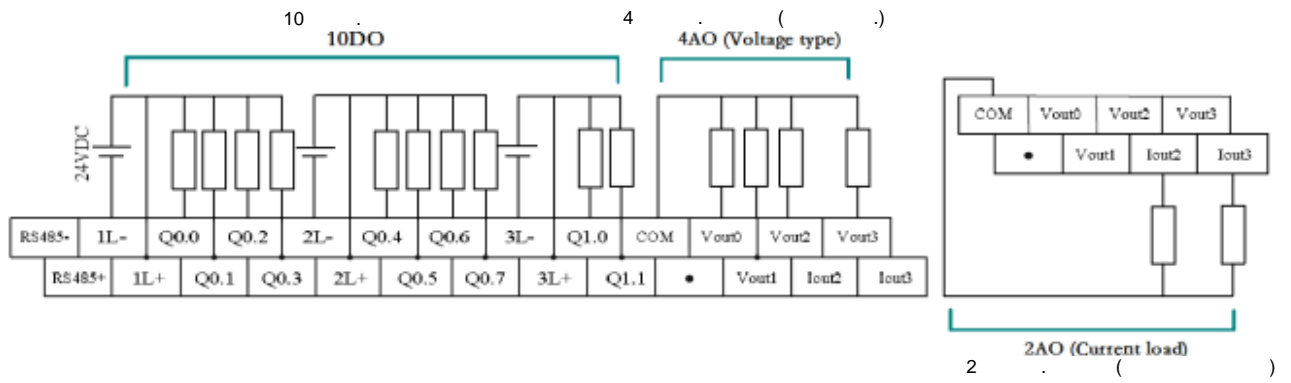 10 .
4 . ( .)
10DO
4AO (Voltage type)
24VDC
COM Vout0 Vout2 Vout3
• Vout1 Iout2 Iout3
RS485- 1L- Q0.0 Q0.2 2L- Q0.4 Q0.6 3L- Q1.0 COM Vout0 Vout2 Vout3
RS485+ 1L+ Q0.1 Q0.3 2L+ Q0.5 Q0.7 3L+ Q1.1 • Vout1 Iout2 Iout3
2AO (Current load)
2 . ( )